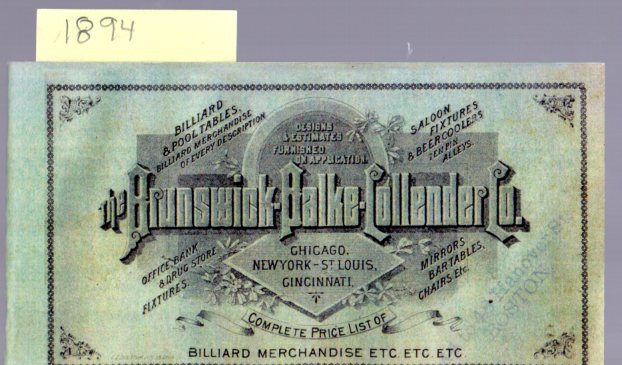 1894
BILLIARD
& POOL TABLES,
BILLIARD MERCHANDISE
OF EVERY DESCRIPTION
DESIGNS
& ESTIMATES
FURNISHED
ON APPLICATION.
SALOON
FIXTURES
& BEER COOLERS
TEN PIN
ALLEYS.
The Brunswick-Balke-Collender Co.
OFFICE BANK
& DRUG STORE
FIXTURES.
CHICAGO,
NEW YORK-ST LOUIS,
CINCINNATI.
MIRRORS
BAR TABLES,
CHAIRS Etc.
Hanover St
BOSTON
COMPLETE PRICE LIST OF
BILLIARD MERCHANDISE ETC. ETC. ETC.